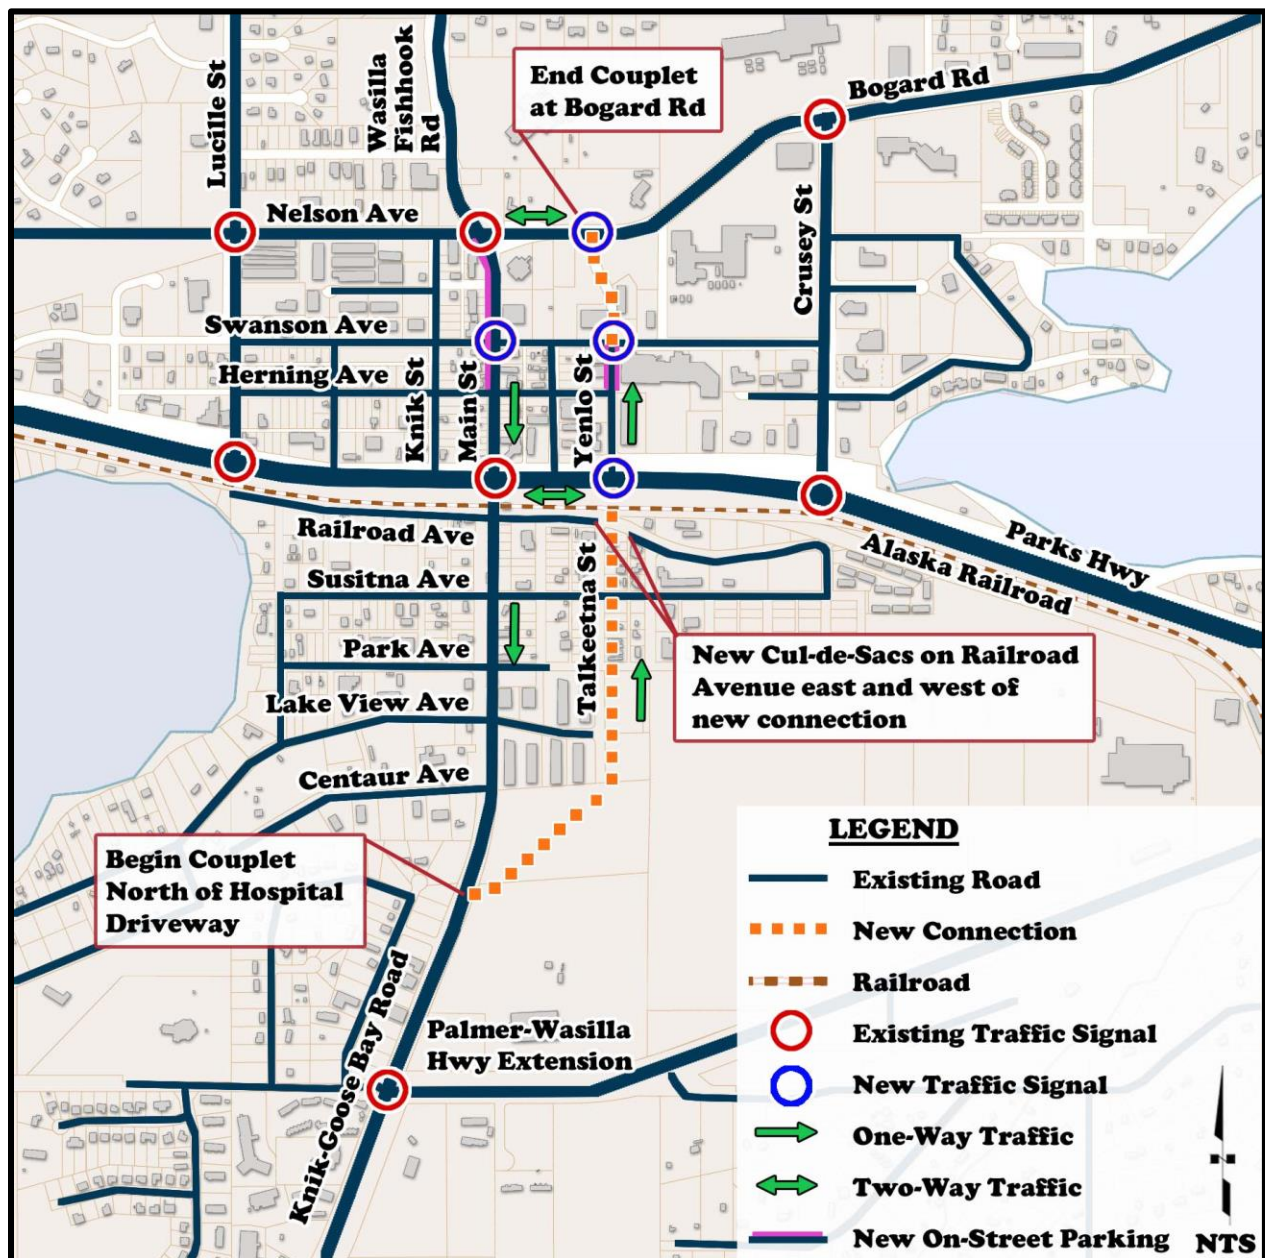 End Couplet
at Bogard Rd
Bogard Rd
Wasilla
Fishhook
Rd
Lucille St
Nelson Ave
Crusey St
Swanson Ave
Herning Ave
Knik St
Main St
Yenlo St
Railroad Ave
Parks Hwy
Alaska Railroad
Susitna Ave
Talkeetna St
Park Ave
New Cul-de-Sacs on Railroad
Avenue east and west of
new connection
Lake View Ave
Centaur Ave
Begin Couplet
North of Hospital
Driveway
Knik-Goose Bay Road
Palmer-Wasilla
Hwy Extension
LEGEND
Existing Road
New Connection
Railroad
Existing Traffic Signal
New Traffic Signal
One-Way Traffic
Two-Way Traffic
New On-Street Parking
N
NTS